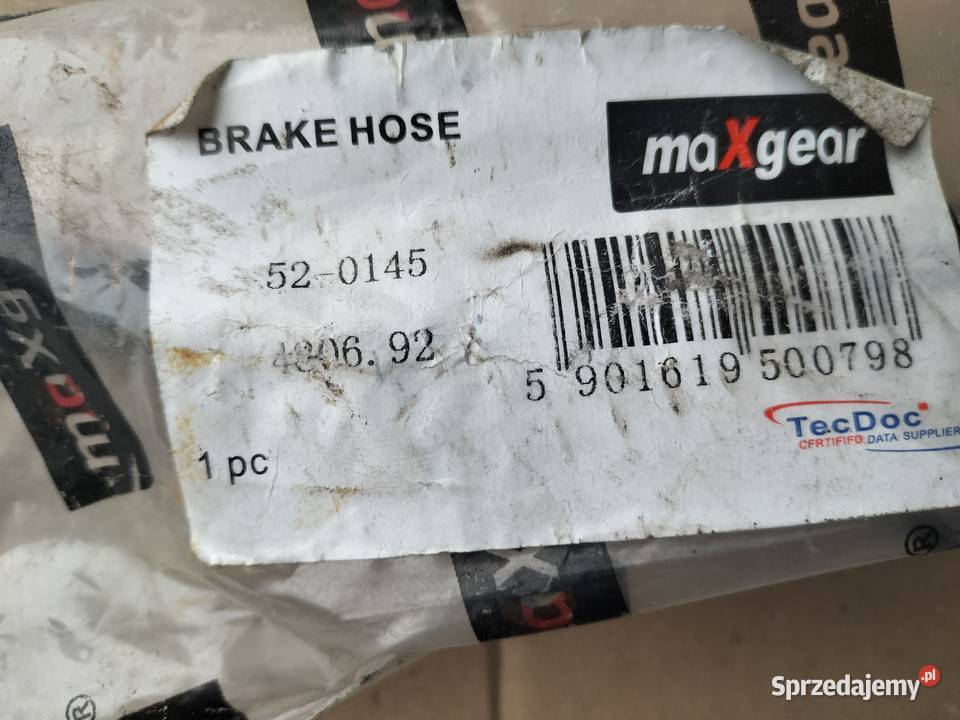 BRAKE HOSE
maXgear
52-0145
4806.92
5 901619 500798
TecDoc
CERTIFIED DATA SUPPLIER
1 pc
®
®
Sprzedajemy.pl